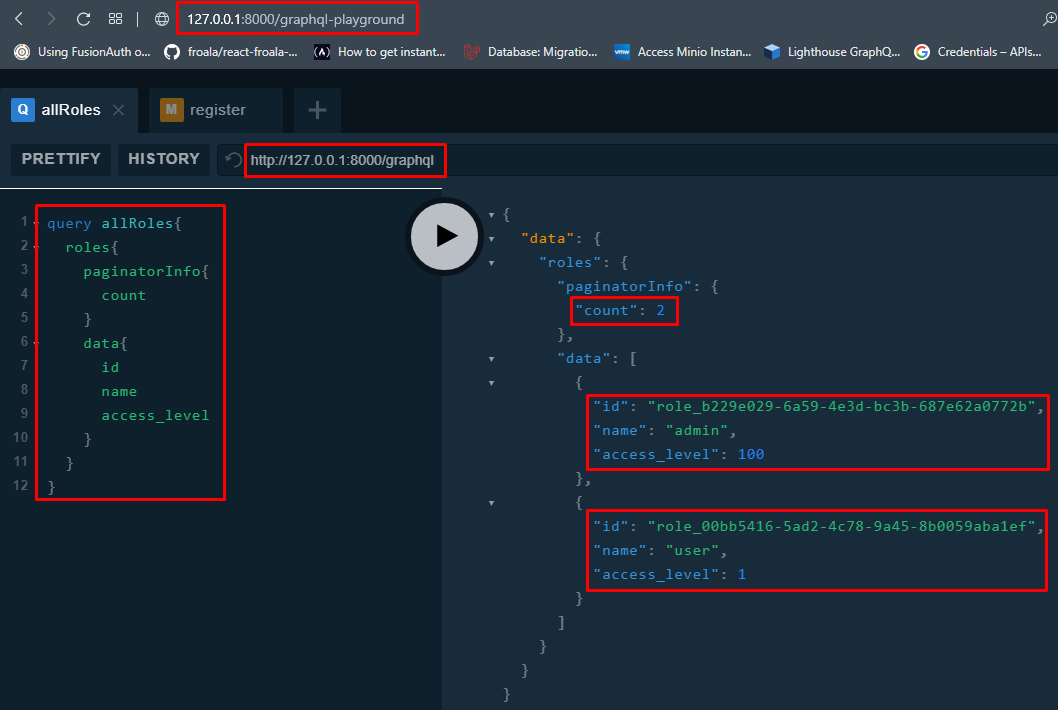 127.0.0.1:8000/graphql-playground
Using FusionAuth o... froala/react-froala-... How to get instant... Database: Migratio... vmw Access Minio Instan... Lighthouse GraphQ... Credentials – APIs...
Q allRoles M register
PRETTIFY HISTORY http://127.0.0.1:8000/graphql
1 query allRoles{
2 roles{
3 paginatorInfo{
4 count
5 }
6 data{
7 id
8 name
9 access_level
10 }
11 }
12 }
{
"data": {
"roles": {
"paginatorInfo": {
"count": 2
},
"data": [
{
"id": "role_b229e029-6a59-4e3d-bc3b-687e62a0772b",
"name": "admin",
"access_level": 100
},
{
"id": "role_00bb5416-5ad2-4c78-9a45-8b0059aba1ef",
"name": "user",
"access_level": 1
}
]
}
}
}